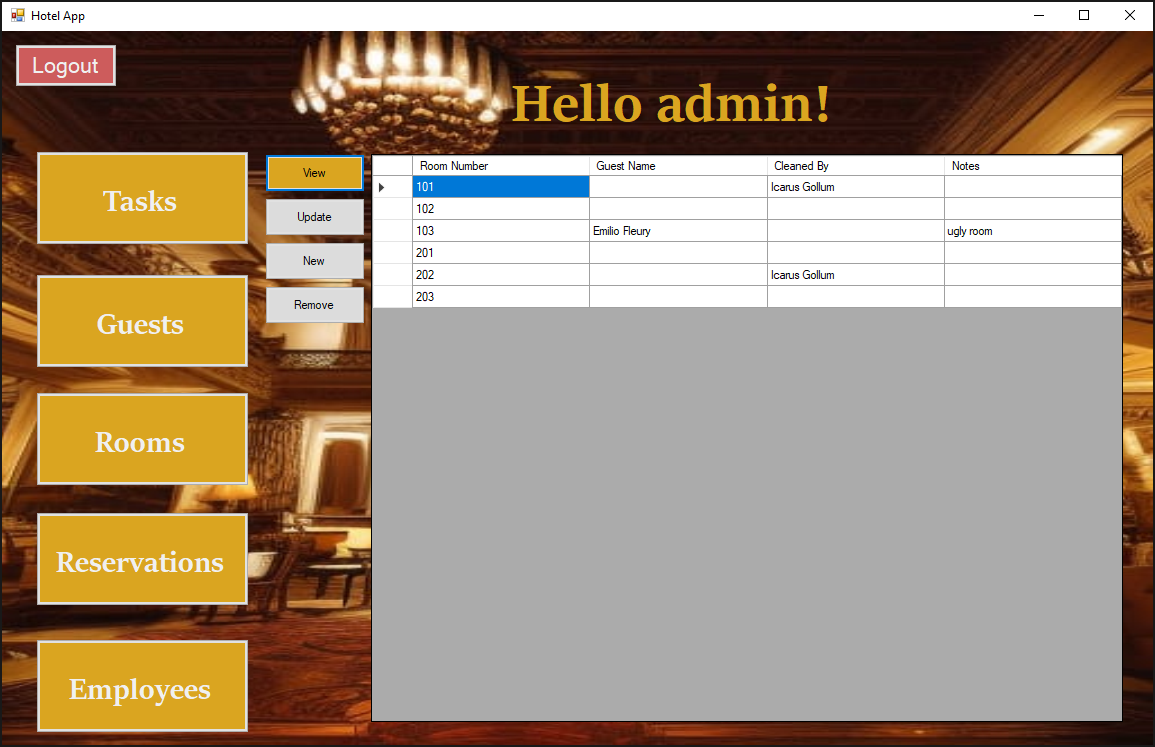 Hotel App
Logout
Hello admin!
Tasks
Guests
Rooms
Reservations
Employees
View
Update
New
Remove
Room Number Guest Name Cleaned By Notes
101 Icarus Gollum
102
103 Emilio Fleury ugly room
201
202 Icarus Gollum
203